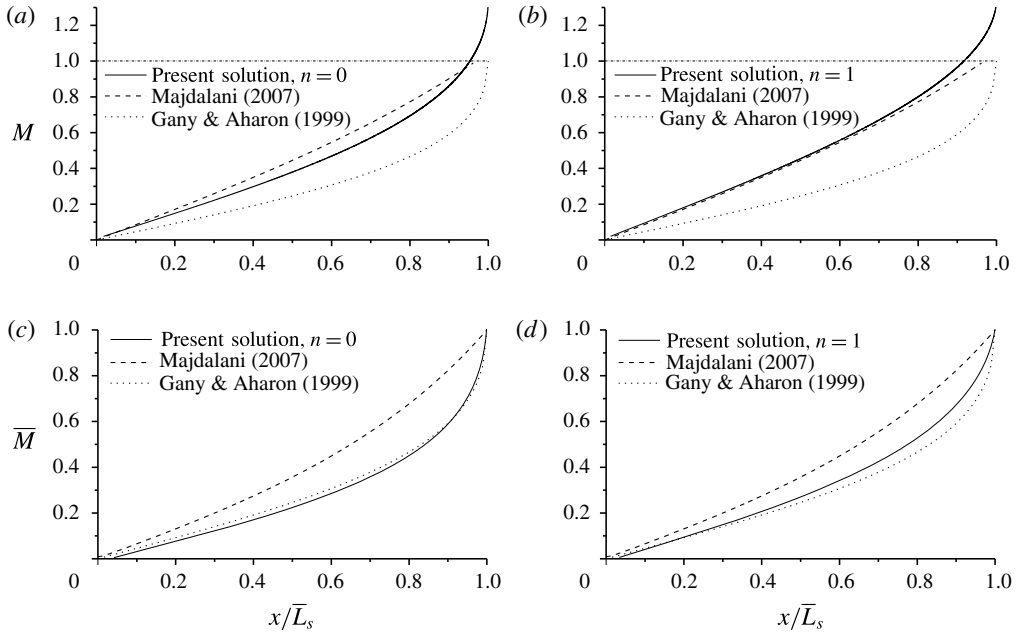 (a)
1.2
1.0
0.8
0.6
0.4
0.2
0
0.2
0.4
0.6
0.8
1.0
M
Present solution, n = 0
Majdalani (2007)
Gany & Aharon (1999)
(b)
1.2
1.0
0.8
0.6
0.4
0.2
0
0.2
0.4
0.6
0.8
1.0
Present solution, n = 1
Majdalani (2007)
Gany & Aharon (1999)
(c)
1.0
0.8
0.6
0.4
0.2
0
0.2
0.4
0.6
0.8
1.0
M̅
x/L̅ₛ
Present solution, n = 0
Majdalani (2007)
Gany & Aharon (1999)
(d)
1.0
0.8
0.6
0.4
0.2
0
0.2
0.4
0.6
0.8
1.0
x/L̅ₛ
Present solution, n = 1
Majdalani (2007)
Gany & Aharon (1999)